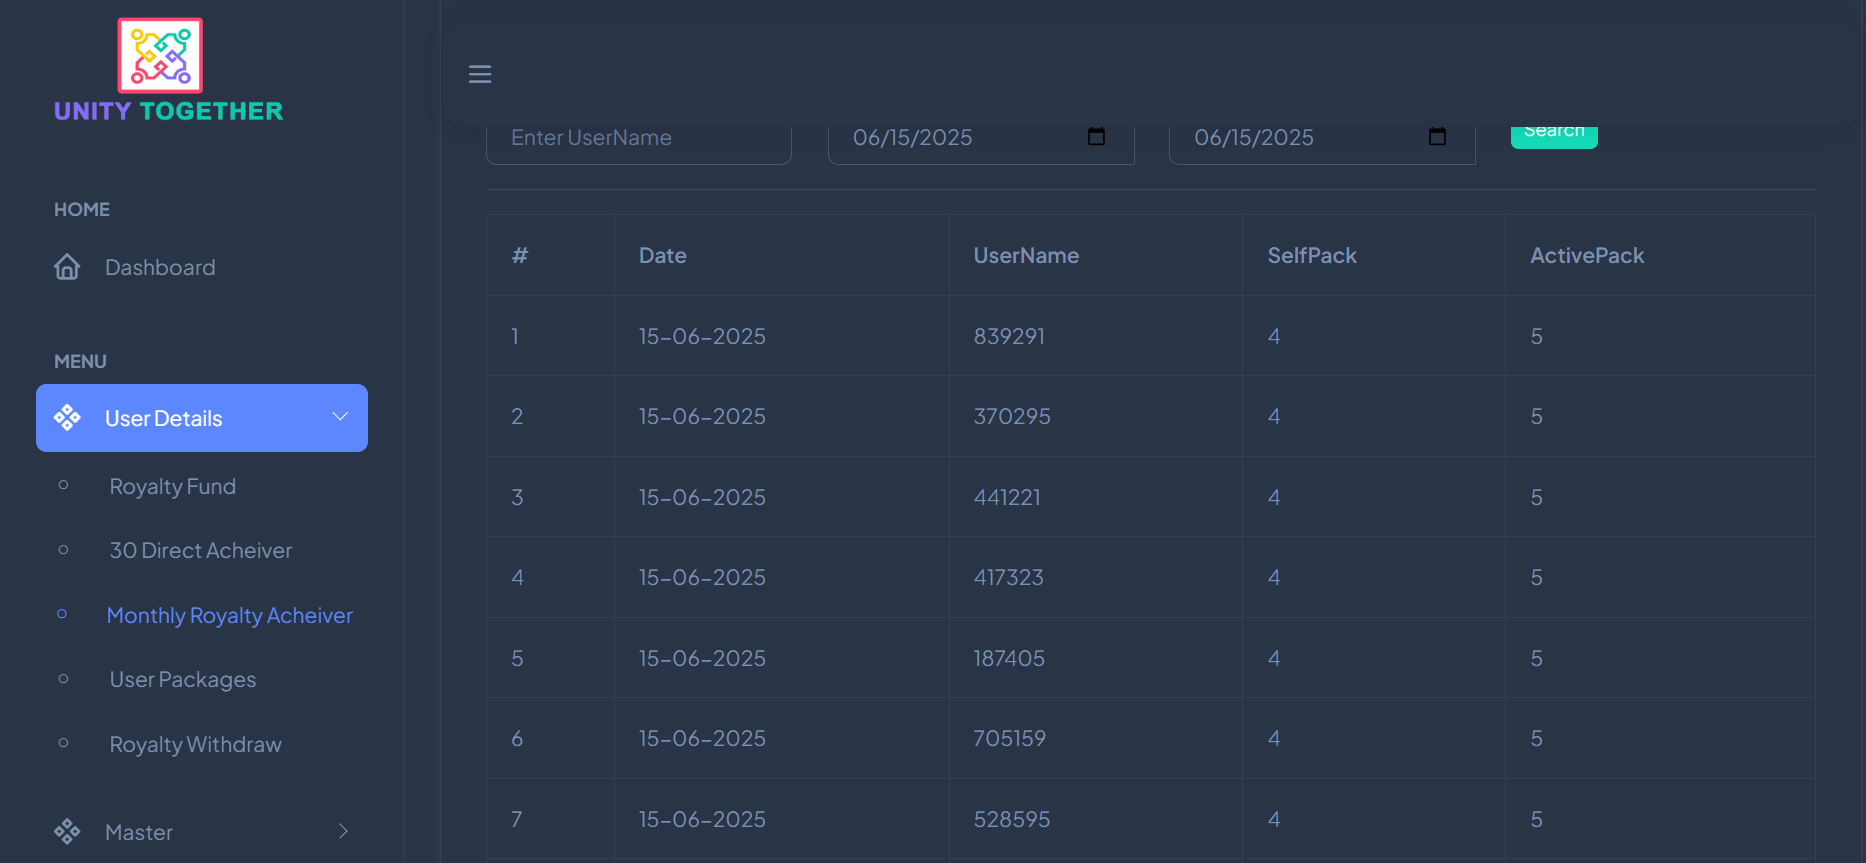 UNITY TOGETHER
HOME
Dashboard
MENU
User Details
Royalty Fund
30 Direct Acheiver
Monthly Royalty Acheiver
User Packages
Royalty Withdraw
Master
Enter UserName 06/15/2025 06/15/2025 Search
# Date UserName SelfPack ActivePack
1 15-06-2025 839291 4 5
2 15-06-2025 370295 4 5
3 15-06-2025 441221 4 5
4 15-06-2025 417323 4 5
5 15-06-2025 187405 4 5
6 15-06-2025 705159 4 5
7 15-06-2025 528595 4 5